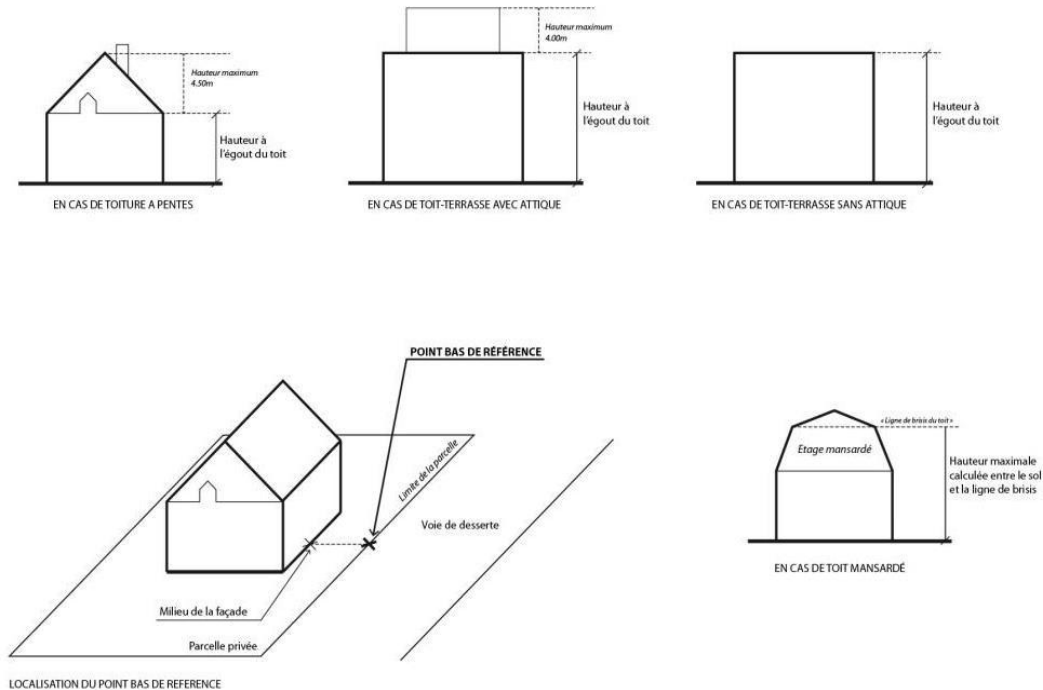 Hauteur maximum
4.50m
Hauteur à
l'égout du toit
EN CAS DE TOITURE A PENTES
Hauteur maximum
4.00m
Hauteur à
l'égout du toit
EN CAS DE TOIT-TERRASSE AVEC ATTIQUE
Hauteur à
l'égout du toit
EN CAS DE TOIT-TERRASSE SANS ATTIQUE
POINT BAS DE RÉFÉRENCE
Limite de la parcelle
Voie de desserte
Milieu de la façade
Parcelle privée
LOCALISATION DU POINT BAS DE REFERENCE
« Ligne de brisis du toit »
Etage mansardé
Hauteur maximale
calculée entre le sol
et la ligne de brisis
EN CAS DE TOIT MANSARDÉ